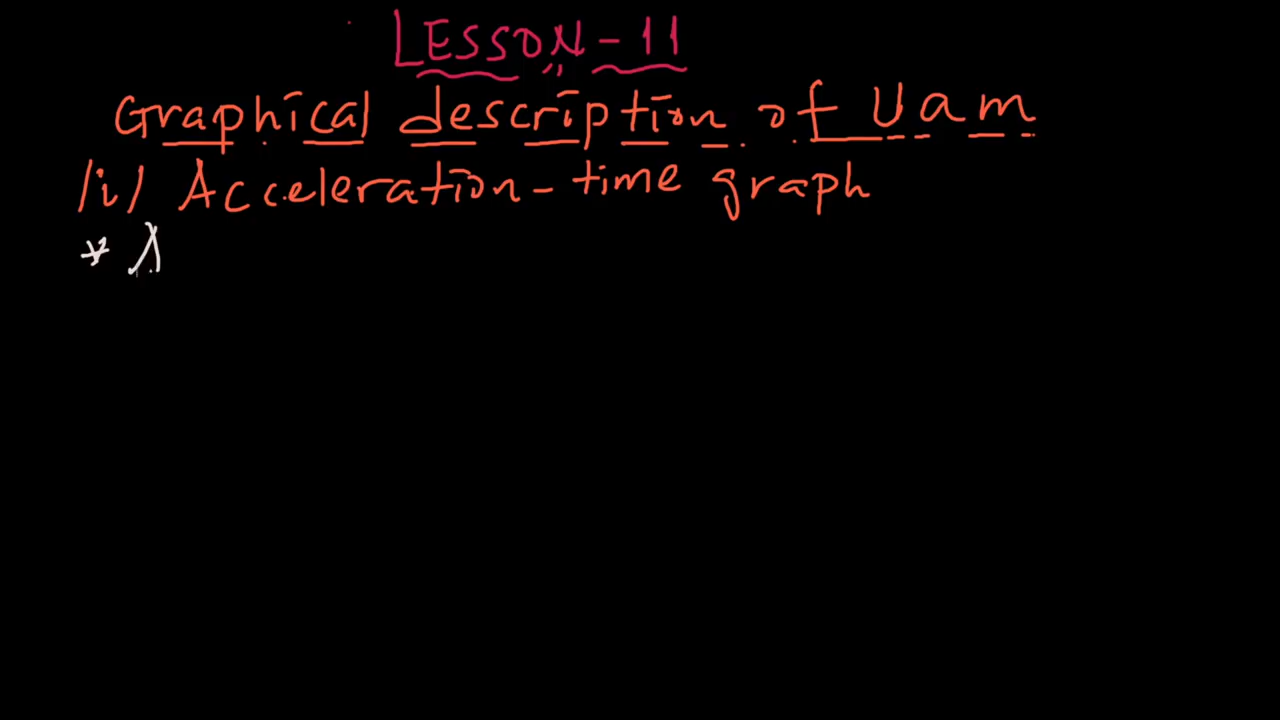 LESSON-11
Graphical description of Uam
/i/ Acceleration-time graph
*